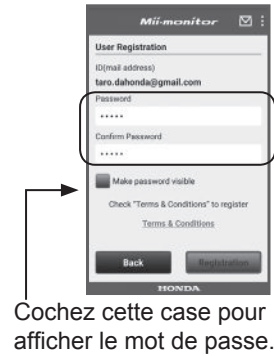 Mii-monitor
User Registration
ID(mail address)
taro.dahonda@gmail.com
Password
•••••
Confirm Password
•••••
Make password visible
Check "Terms & Conditions" to register
Terms & Conditions
Back
Registration
HONDA
Cochez cette case pour
afficher le mot de passe.